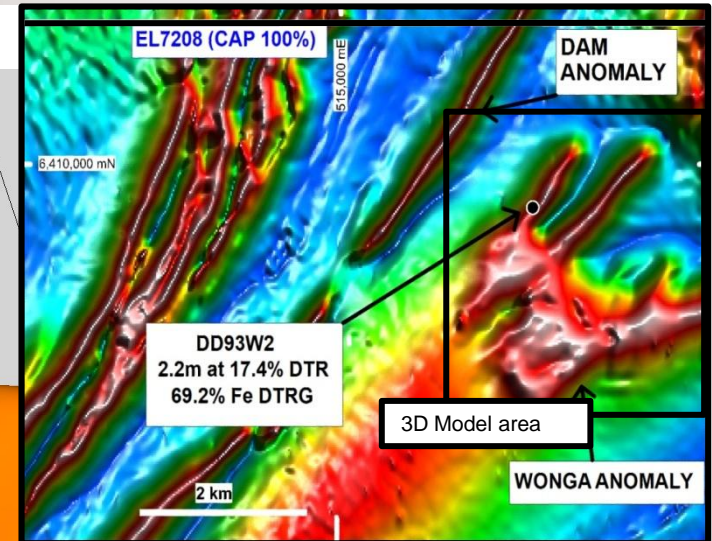 EL7208 (CAP 100%)
515,000 mE
DAM
ANOMALY
6,410,000 mN
DD93W2
2.2m at 17.4% DTR
69.2% Fe DTRG
3D Model area
WONGA ANOMALY
2 km